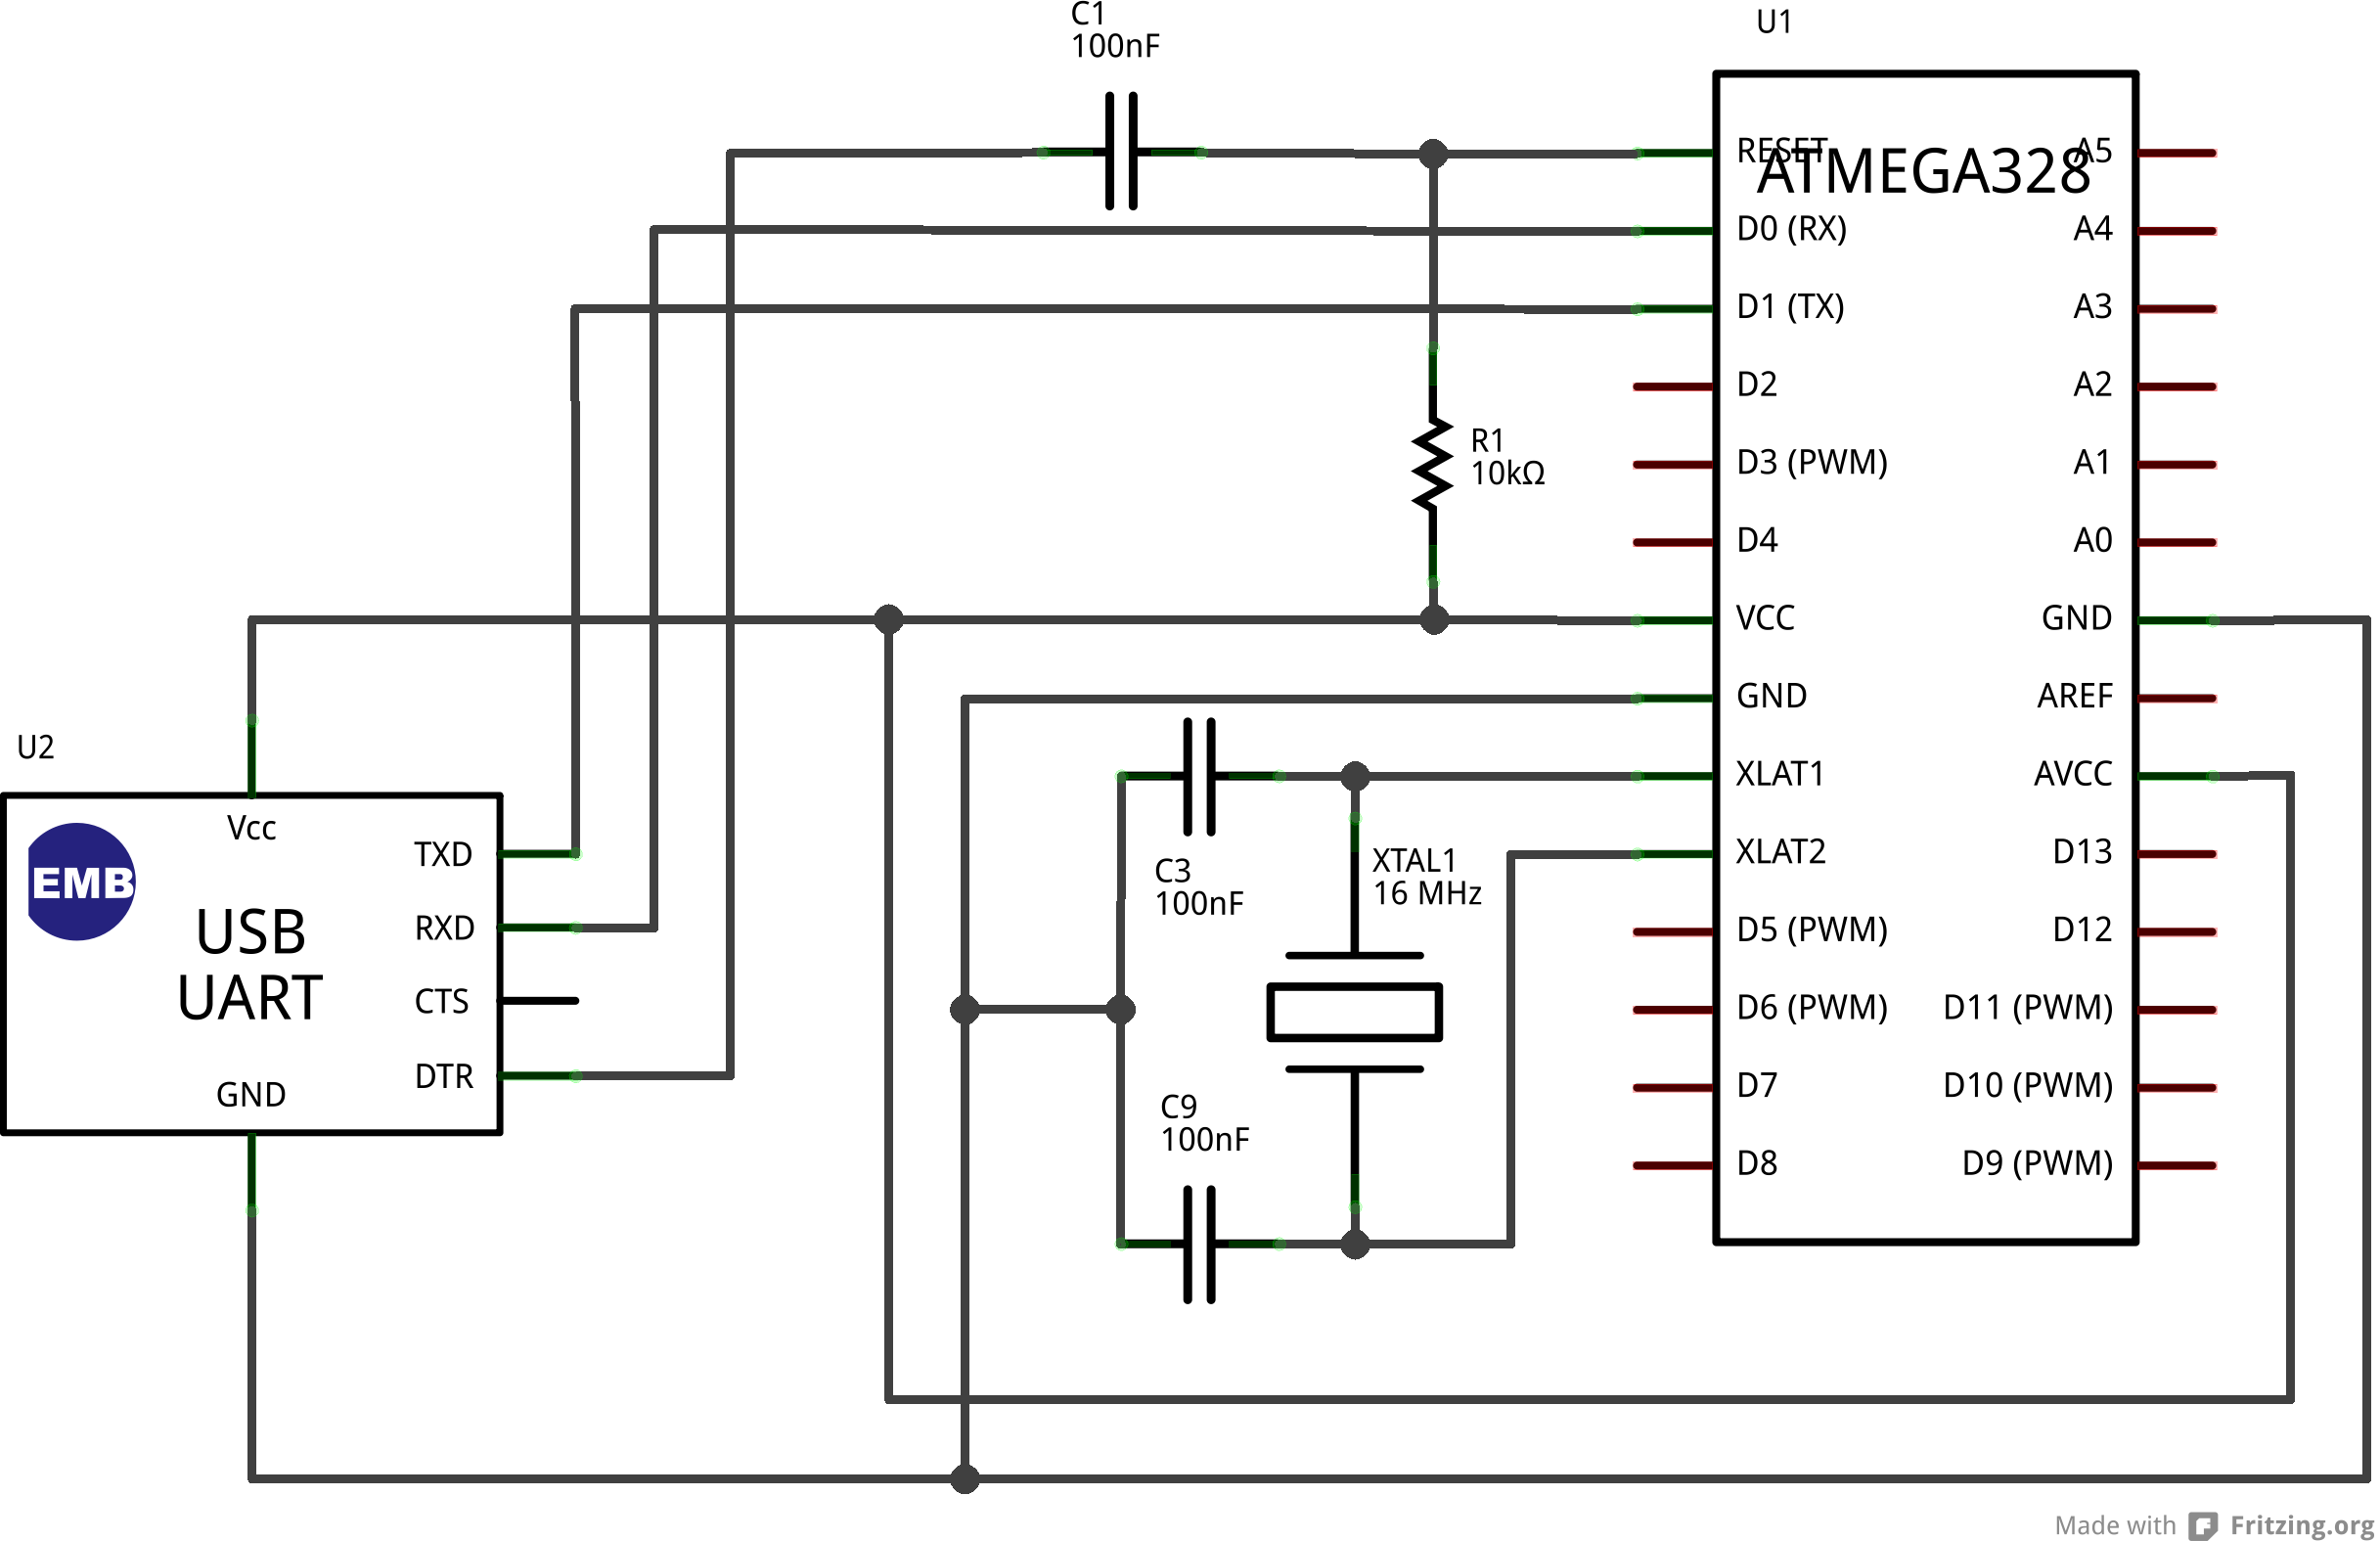 C1
100nF
U1
RESET
ATMEGA328
A5
D0 (RX)
A4
D1 (TX)
A3
D2
A2
R1
10kΩ
D3 (PWM)
A1
D4
A0
VCC
GND
GND
AREF
U2
XLAT1
AVCC
Vcc
TXD
C3
100nF
XTAL1
16 MHz
XLAT2
D13
EMB
USB
UART
RXD
D5 (PWM)
D12
CTS
D6 (PWM)
D11 (PWM)
DTR
GND
C9
100nF
D7
D10 (PWM)
D8
D9 (PWM)
Made with Fritzing.org